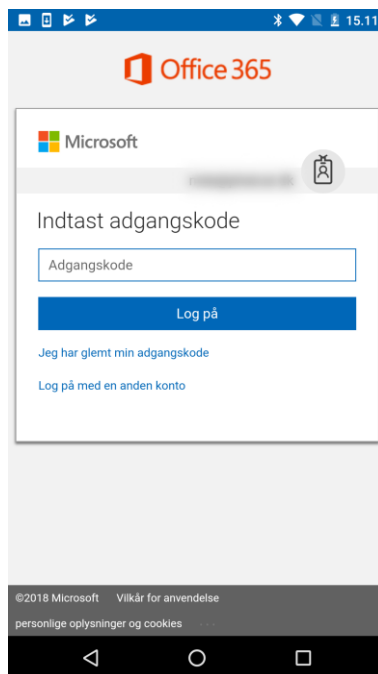 15.11
Office 365
Microsoft
Indtast adgangskode
Adgangskode
Log på
Jeg har glemt min adgangskode
Log på med en anden konto
©2018 Microsoft Vilkår for anvendelse
personlige oplysninger og cookies ...